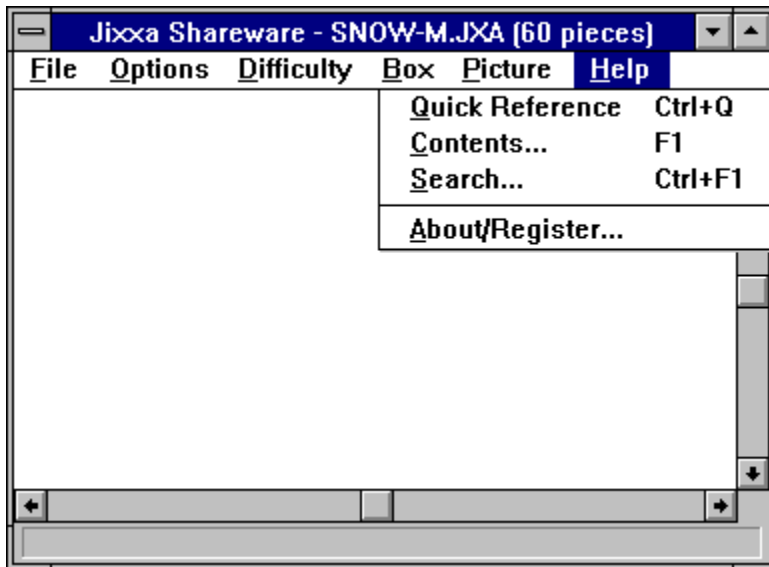 Jixxa Shareware - SNOW-M.JXA (60 pieces)
File Options Difficulty Box Picture Help
Quick Reference Ctrl+Q
Contents... F1
Search... Ctrl+F1
About/Register...